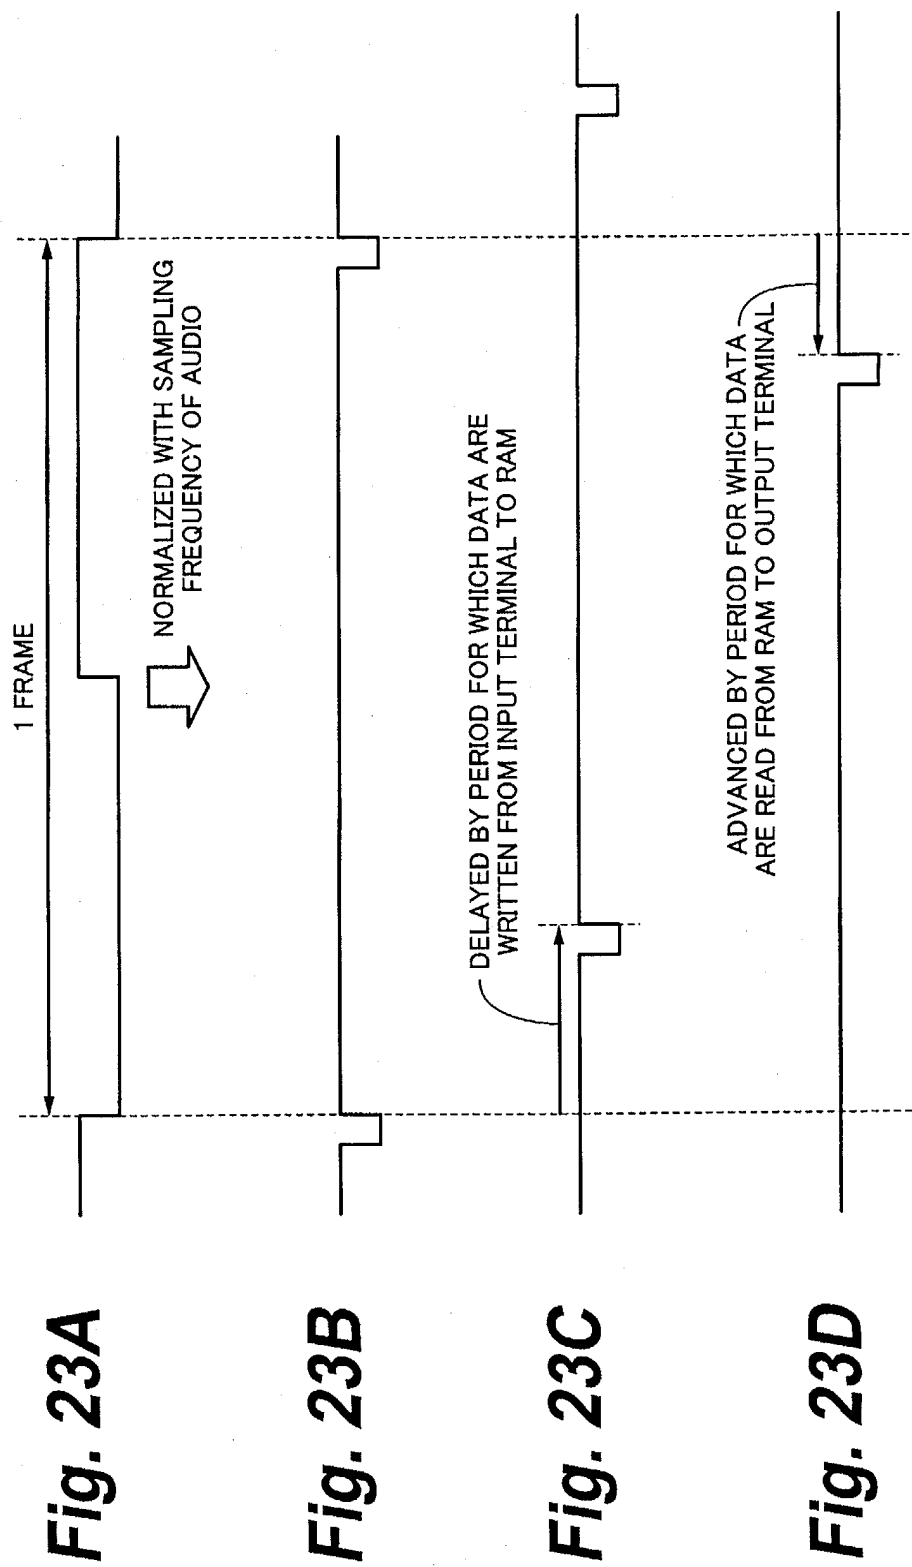 Fig. 23A
1 FRAME
NORMALIZED WITH SAMPLING
FREQUENCY OF AUDIO
Fig. 23B
Fig. 23C
DELAYED BY PERIOD FOR WHICH DATA ARE
WRITTEN FROM INPUT TERMINAL TO RAM
Fig. 23D
ADVANCED BY PERIOD FOR WHICH DATA
ARE READ FROM RAM TO OUTPUT TERMINAL